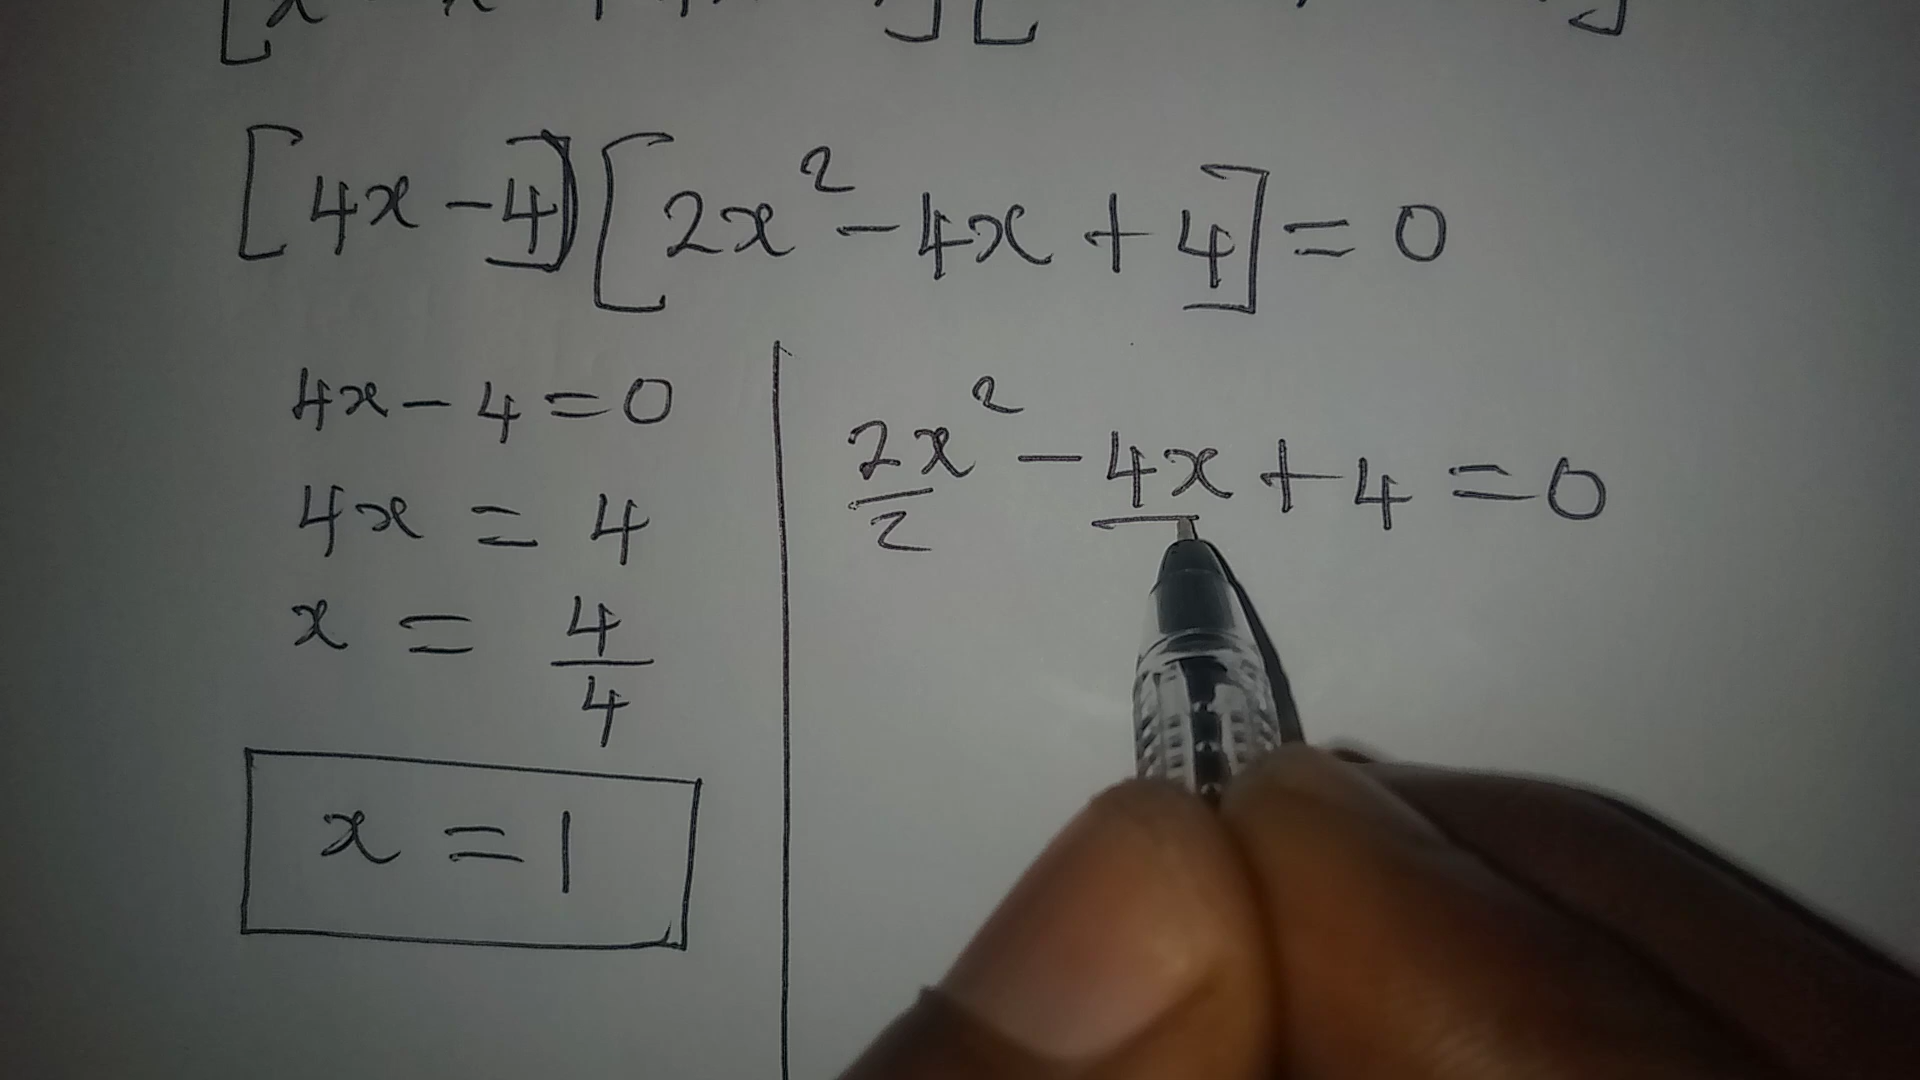 [4x - 4][2x² - 4x + 4] = 0
4x - 4 = 0
4x = 4
x = 4/4
x = 1
2x²/2 - 4x + 4 = 0